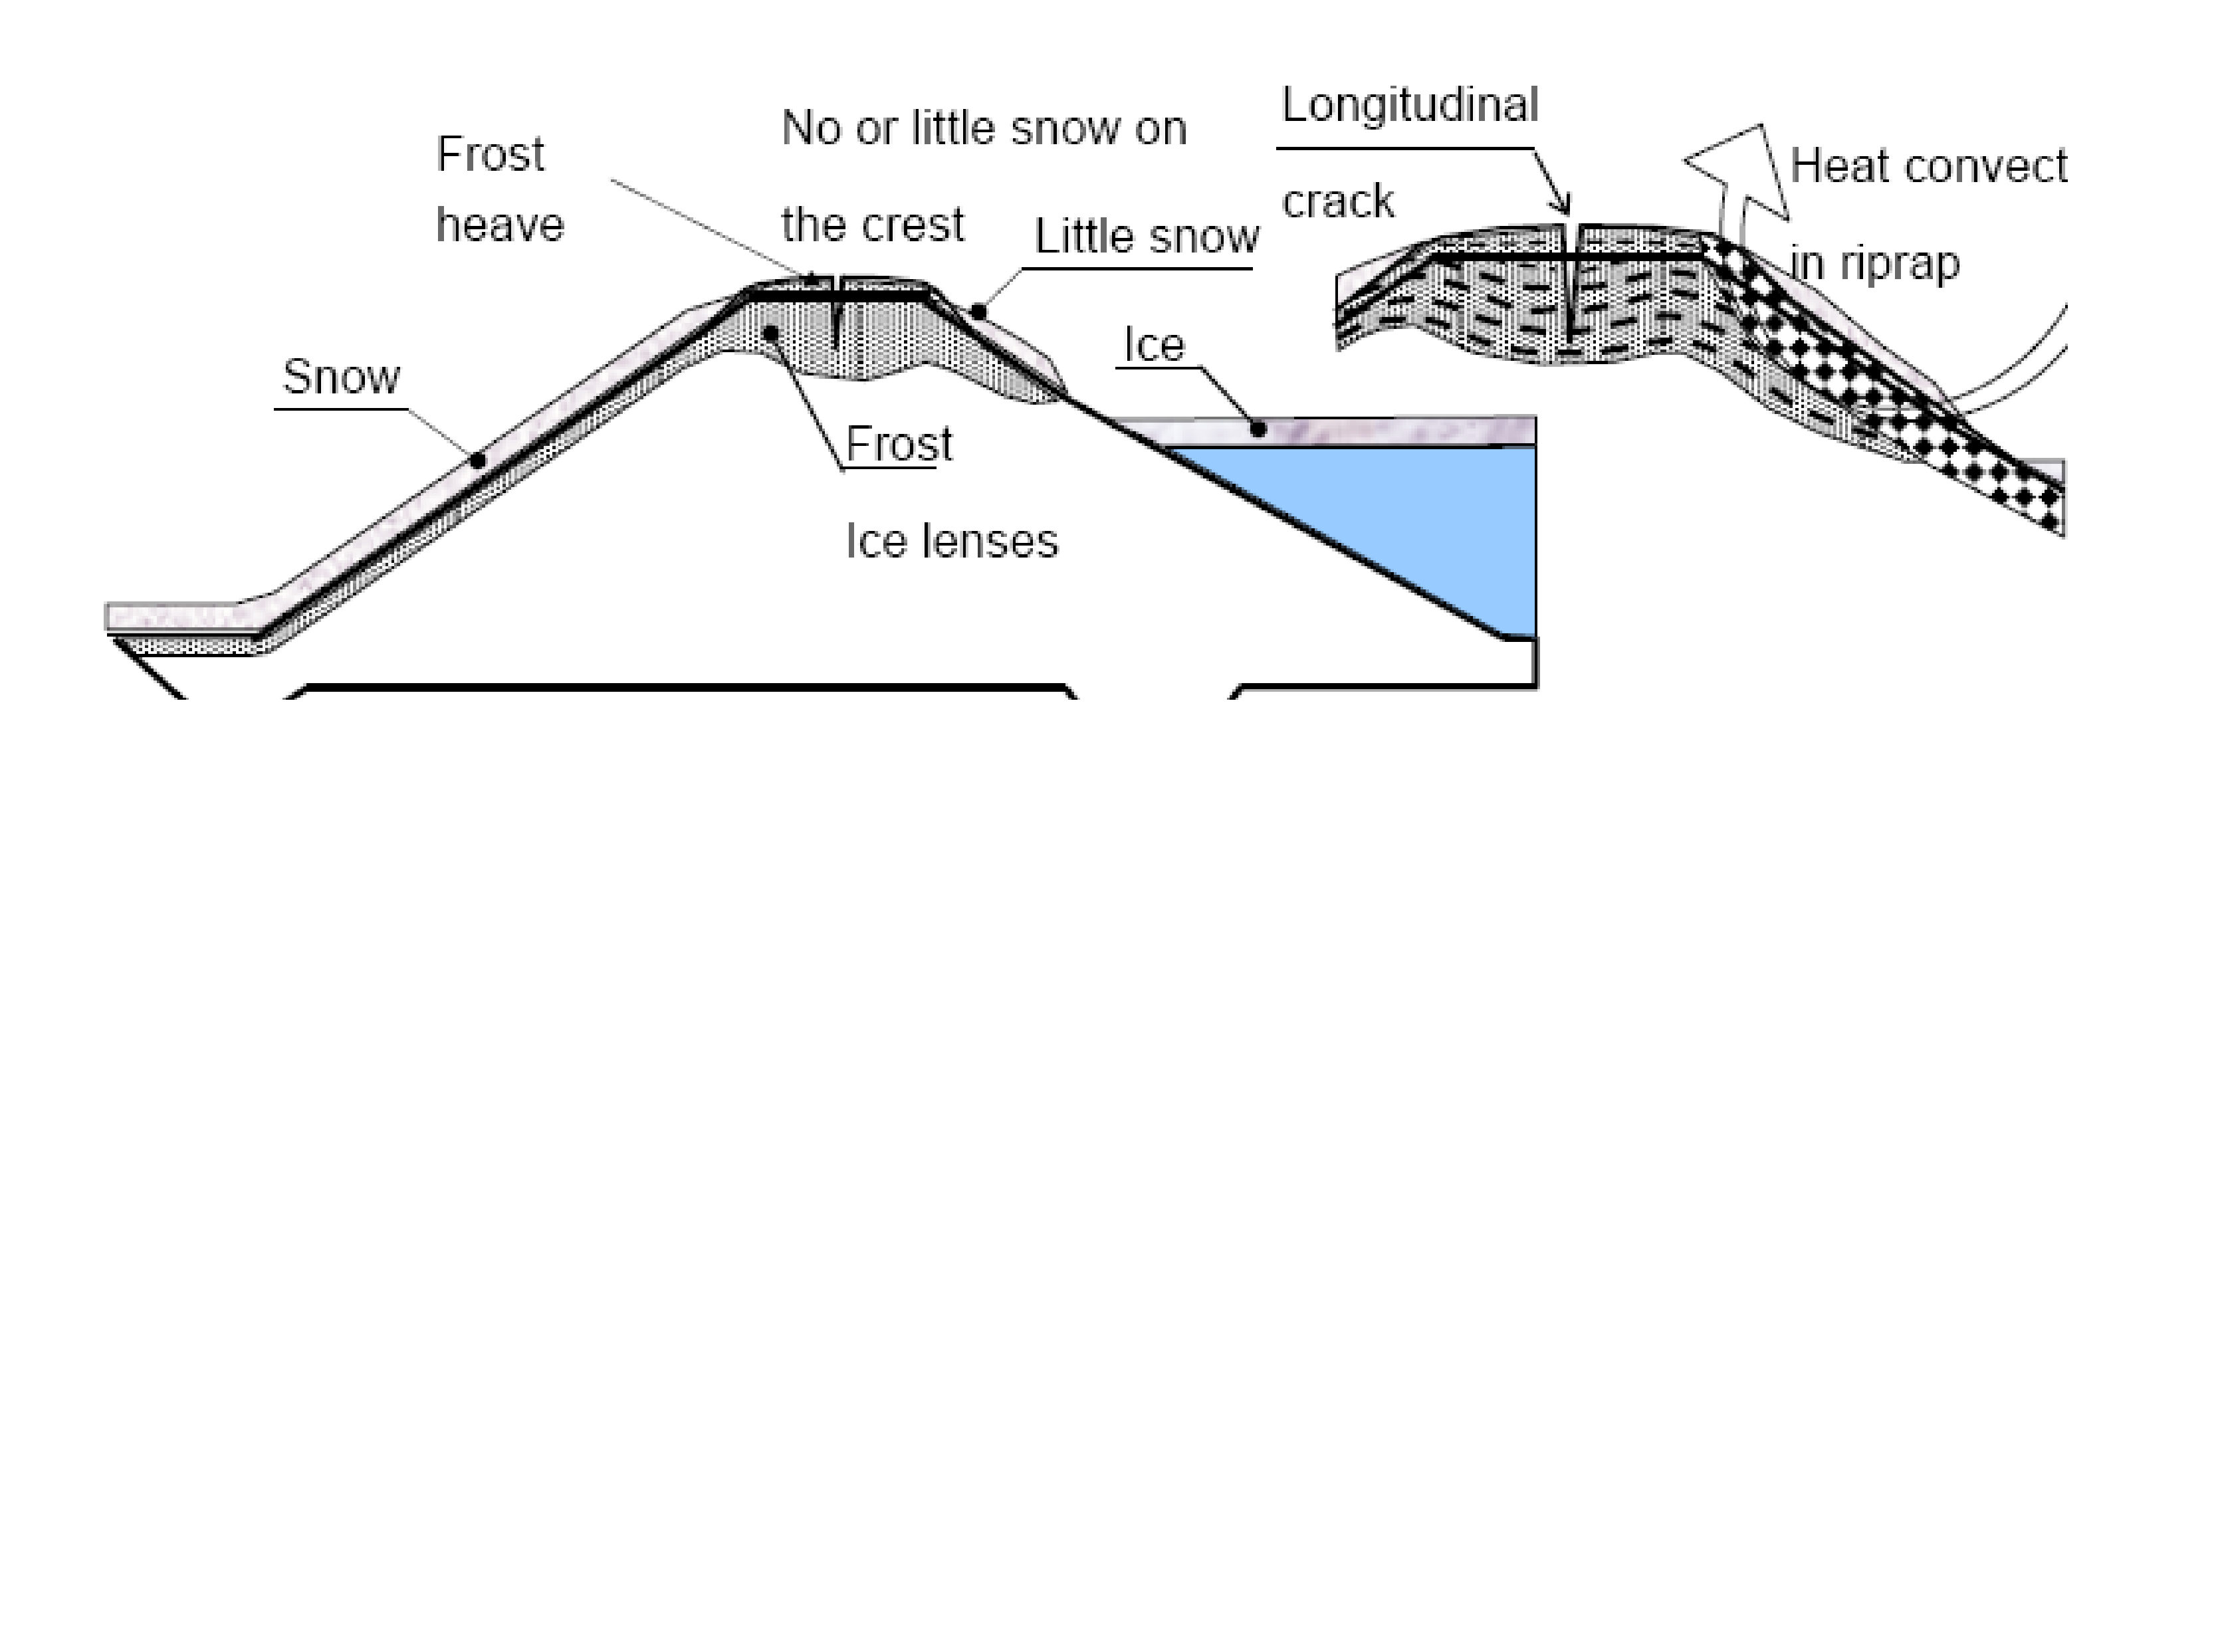 Frost
heave
No or little snow on
the crest
Little snow
Longitudinal
crack
Heat convect
in riprap
Ice
Snow
Frost
Ice lenses